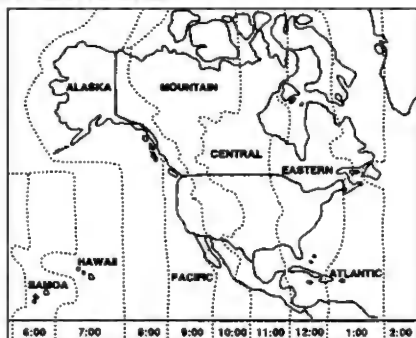 ALASKA MOUNTAIN
CENTRAL
EASTERN
HAWAII
SAMOA PACIFIC ATLANTIC
6:00 7:00 8:00 9:00 10:00 11:00 12:00 1:00 2:00